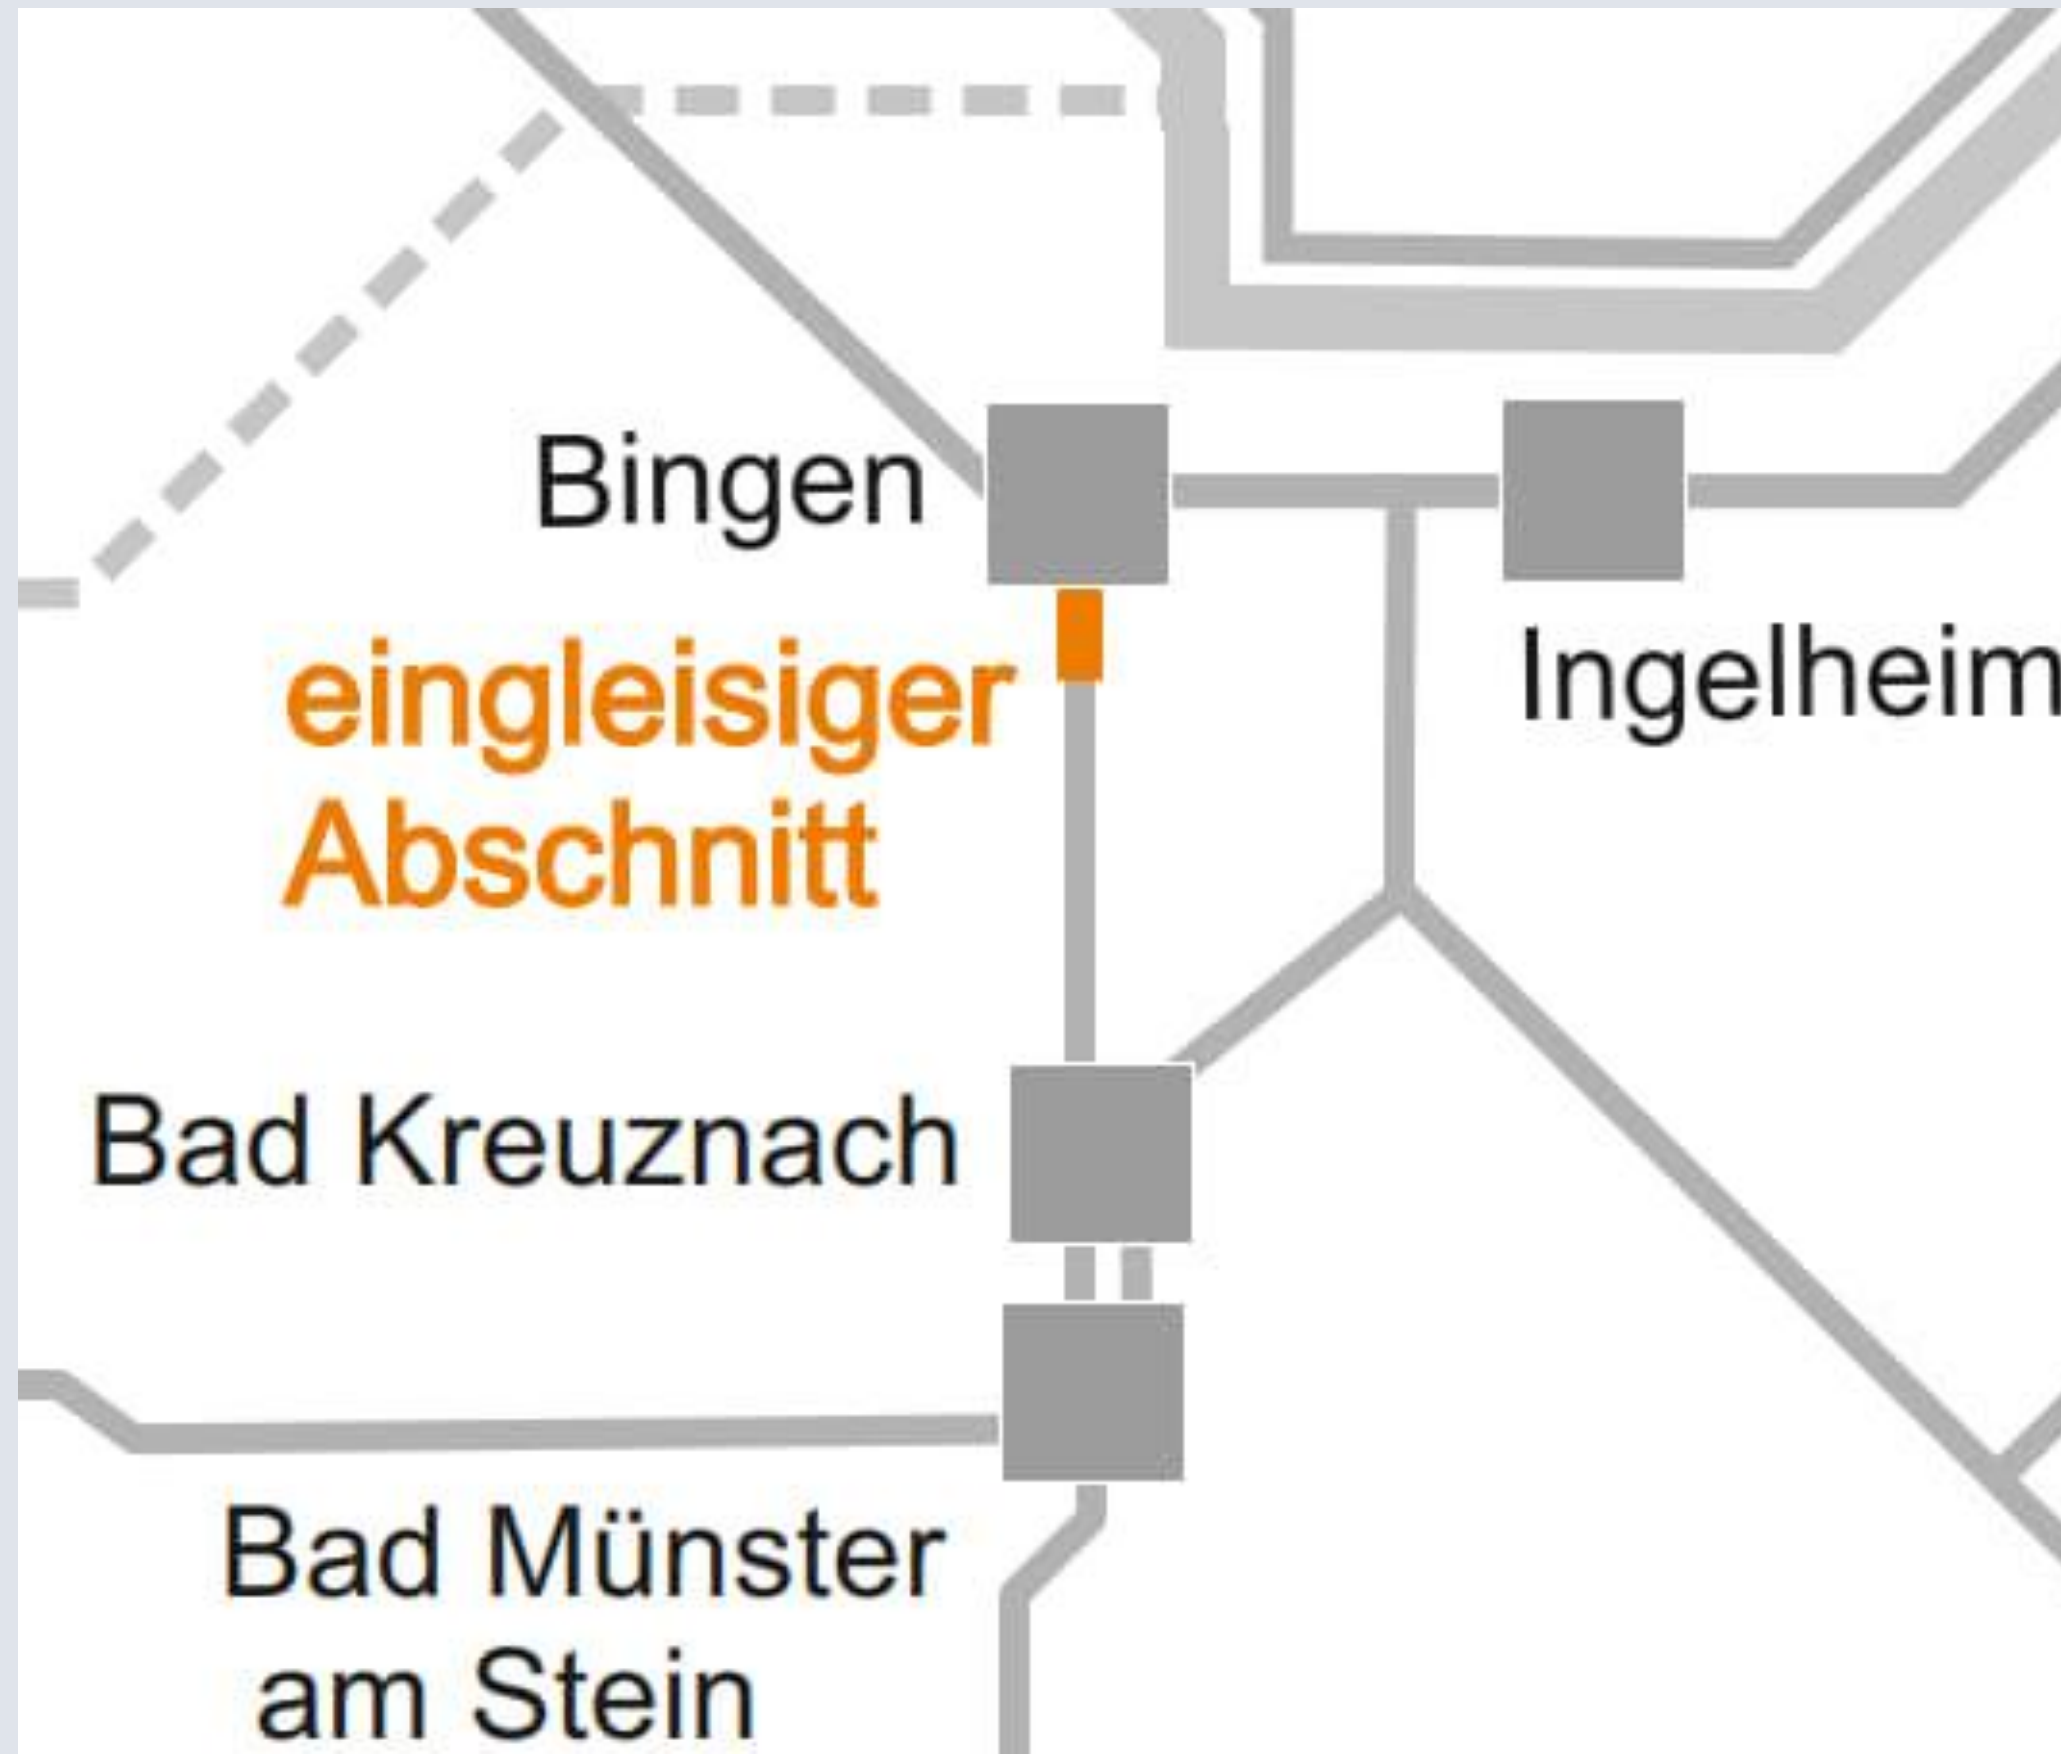 Bingen
eingleisiger
Abschnitt
Ingelheim
Bad Kreuznach
Bad Münster
am Stein